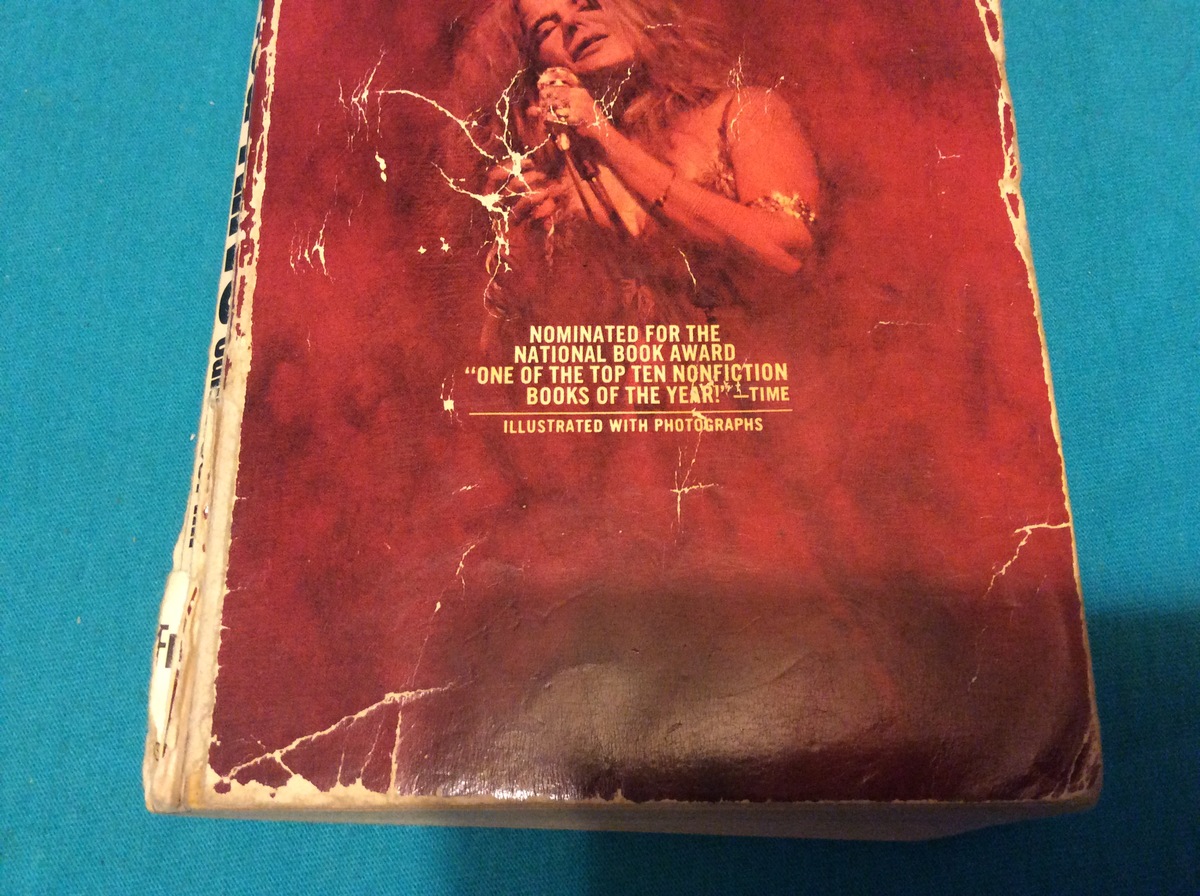 NOMINATED FOR THE
NATIONAL BOOK AWARD
“ONE OF THE TOP TEN NONFICTION
BOOKS OF THE YEAR!”—TIME
ILLUSTRATED WITH PHOTOGRAPHS